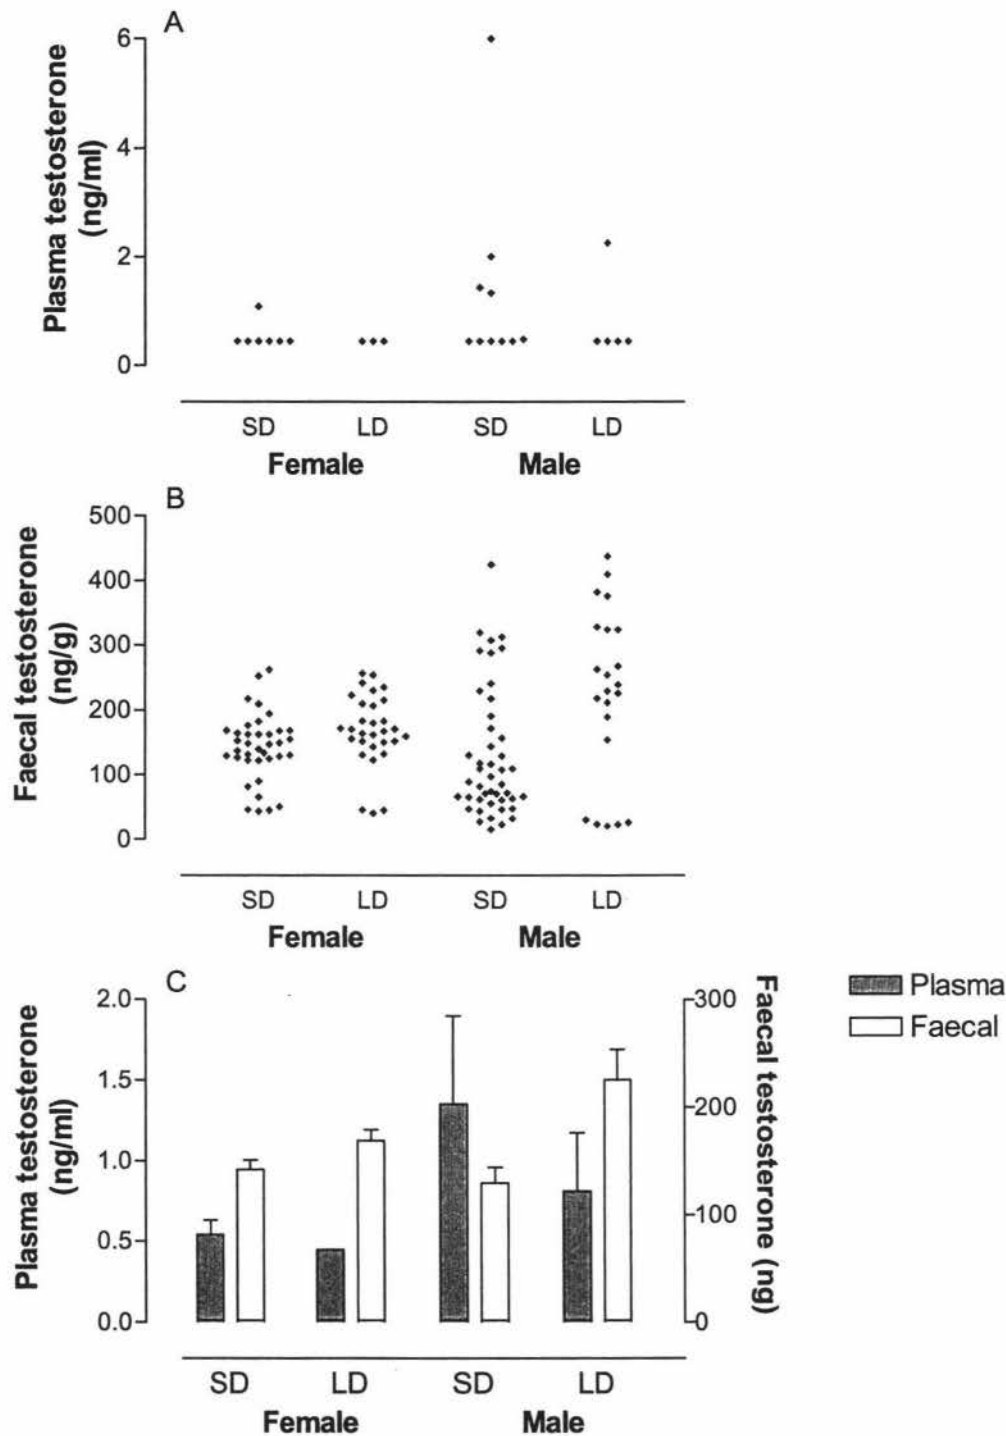 A
Plasma testosterone
(ng/ml)
6
4
2
0
SD LD SD LD
Female Male
B
Faecal testosterone
(ng/g)
500
400
300
200
100
0
SD LD SD LD
Female Male
C
Plasma testosterone
(ng/ml)
2.0
1.5
1.0
0.5
0.0
300
200
100
0
Faecal testosterone (ng)
Plasma
Faecal
SD LD SD LD
Female Male